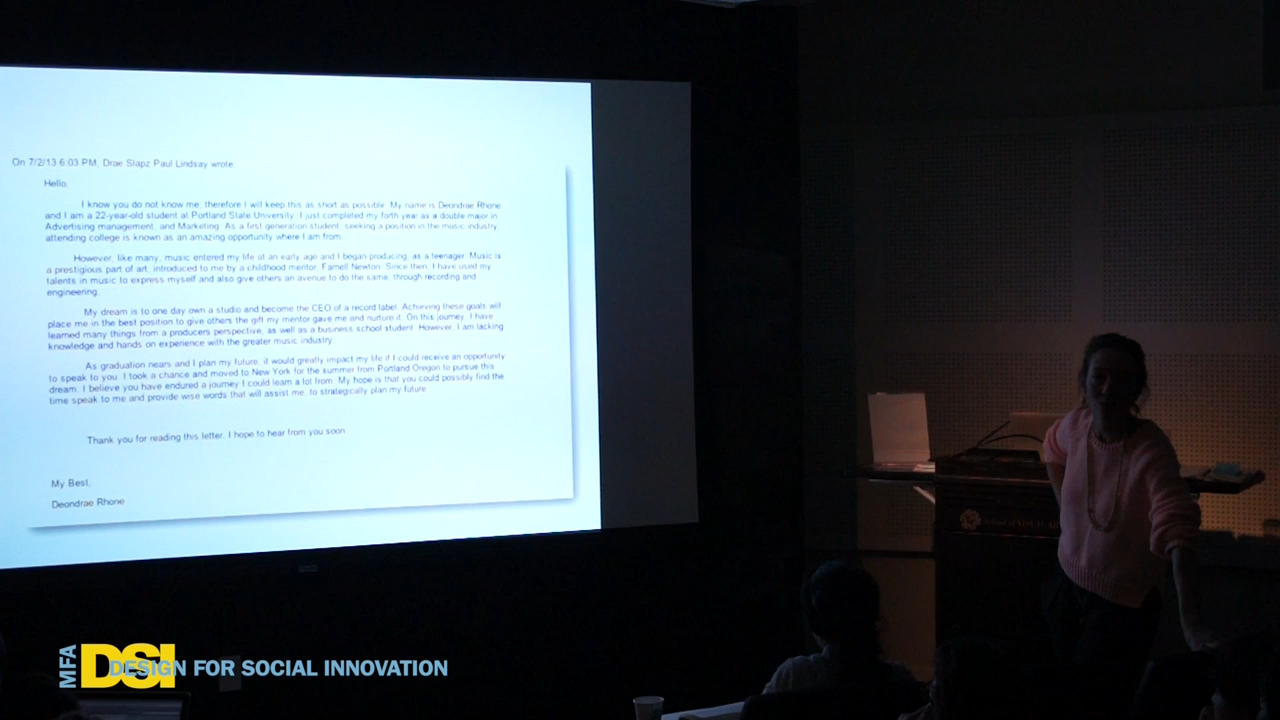 On 7/2/13 6:03 PM, Drae Slapz Paul Lindsay wrote
Hello,
I know you do not know me, therefore I will keep this as short as possible. My name is Deondrae Rhone
and I am a 22-year-old student at Portland State University. I just completed my forth year as a double major in
Advertising management, and Marketing. As a first generation student, seeking a position in the music industry,
attending college is known as an amazing opportunity where I am from.
However, like many, music entered my life at an early age and I began producing, as a teenager. Music is
a prestigious part of art, introduced to me by a childhood mentor, Farnell Newton. Since then, I have used my
talents in music to express myself and also give others an avenue to do the same, through recording and
engineering.
My dream is to one day own a studio and become the CEO of a record label. Achieving these goals will
place me in the best position to give others the gift my mentor gave me and nurture it. On this journey, I have
learned many things from a producers perspective, as well as a business school student. However, I am lacking
knowledge and hands on experience with the greater music industry.
As graduation nears and I plan my future, it would greatly impact my life if I could receive an opportunity
to speak to you. I took a chance and moved to New York for the summer from Portland Oregon to pursue this
dream. I believe you have endured a journey I could learn a lot from. My hope is that you could possibly find the
time speak to me and provide wise words that will assist me, to strategically plan my future.
Thank you for reading this letter, I hope to hear from you soon
My Best,
Deondrae Rhone
MFA DSI
DESIGN FOR SOCIAL INNOVATION